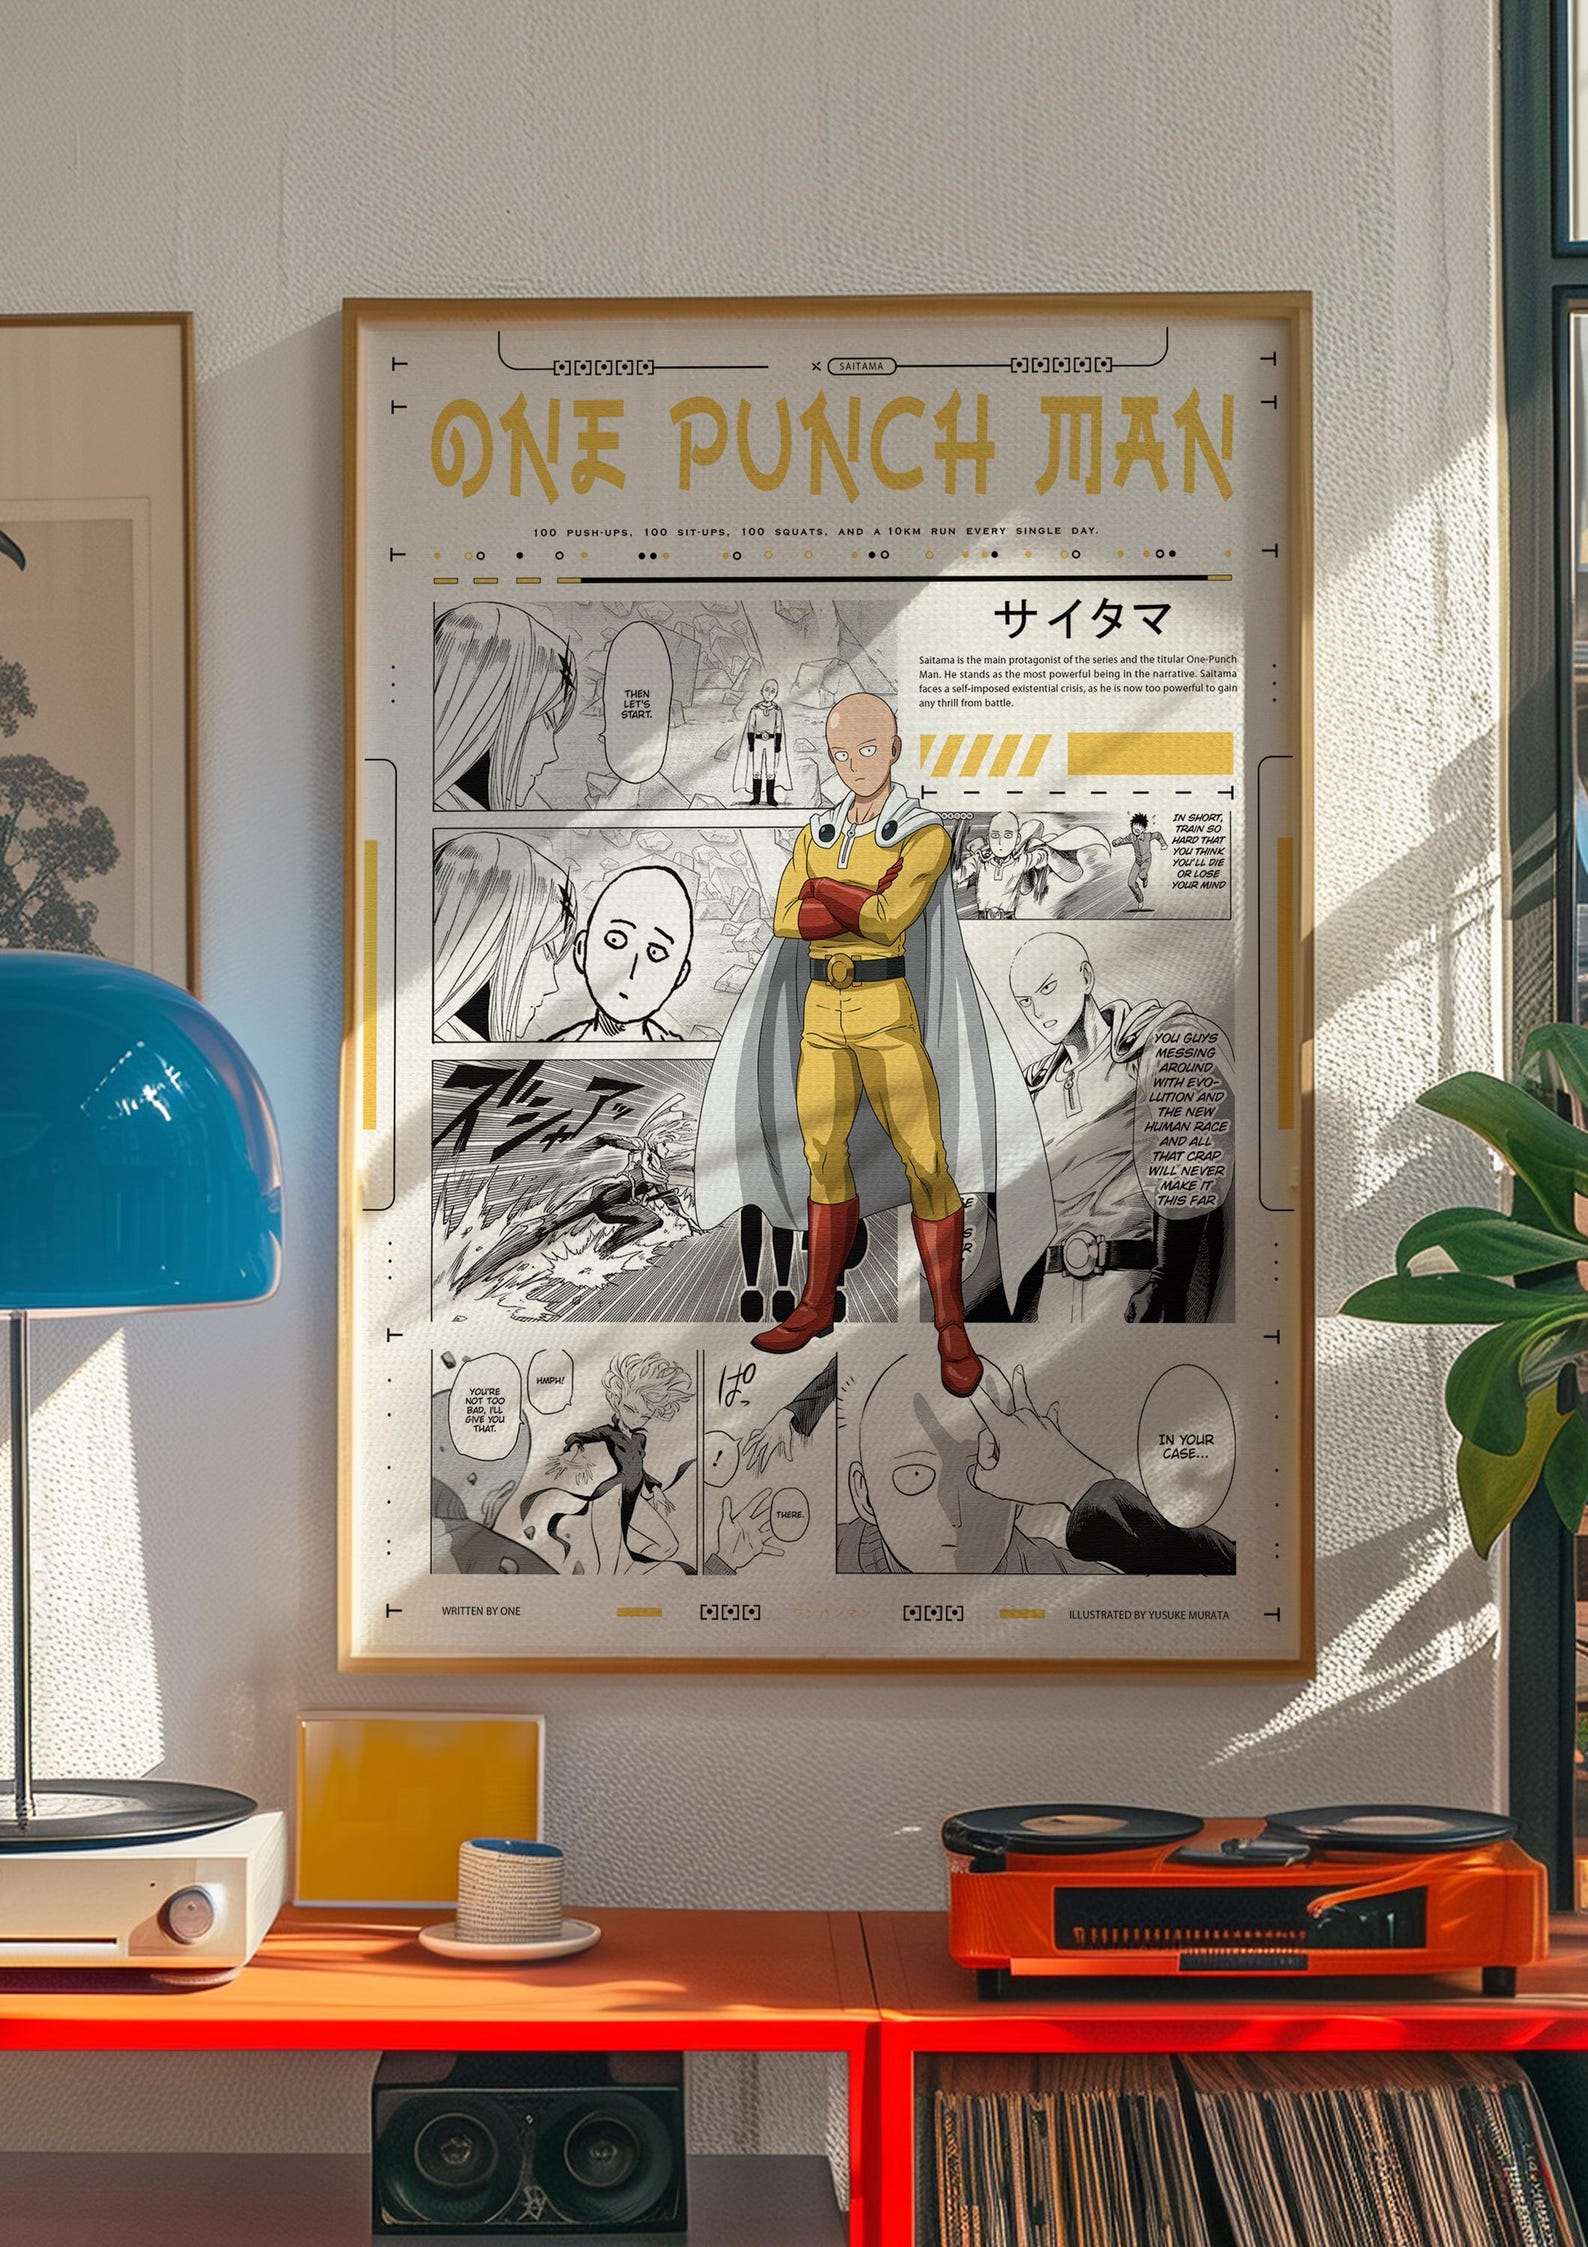 SAITAMA
ONE PUNCH MAN
100 PUSH-UPS, 100 SIT-UPS, 100 SQUATS, AND A 10KM RUN EVERY SINGLE DAY.
サイタマ
Saitama is the main protagonist of the series and the titular One-Punch
Man. He stands as the most powerful being in the narrative. Saitama
faces a self-imposed existential crisis, as he is now too powerful to gain
any thrill from battle.
THEN
LET'S
START.
IN SHORT,
TRAIN SO
HARD THAT
YOU THINK
YOU'LL DIE
OR LOSE
YOUR MIND
YOU GUYS
MESSING
AROUND
WITH EVO-
LUTION AND
THE NEW
HUMAN RACE
AND ALL
THAT CRAP
WILL NEVER
MAKE IT
THIS FAR
YOU'RE
NOT TOO
BAD, I'LL
GIVE YOU
THAT.
HMPH!
ぱっ
!
THERE.
IN YOUR
CASE...
WRITTEN BY ONE
ワンパンマン
ILLUSTRATED BY YUSUKE MURATA